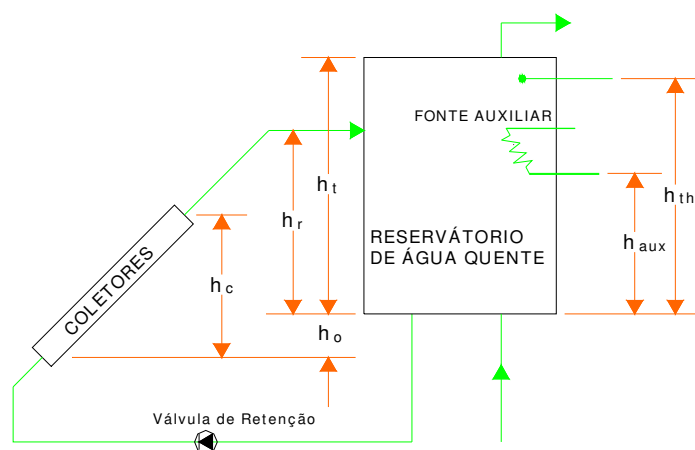 FONTE AUXILIAR
h t
h th
h r
RESERVÁTORIO
DE ÁGUA QUENTE
h aux
COLETORES
h c
h o
Válvula de Retenção